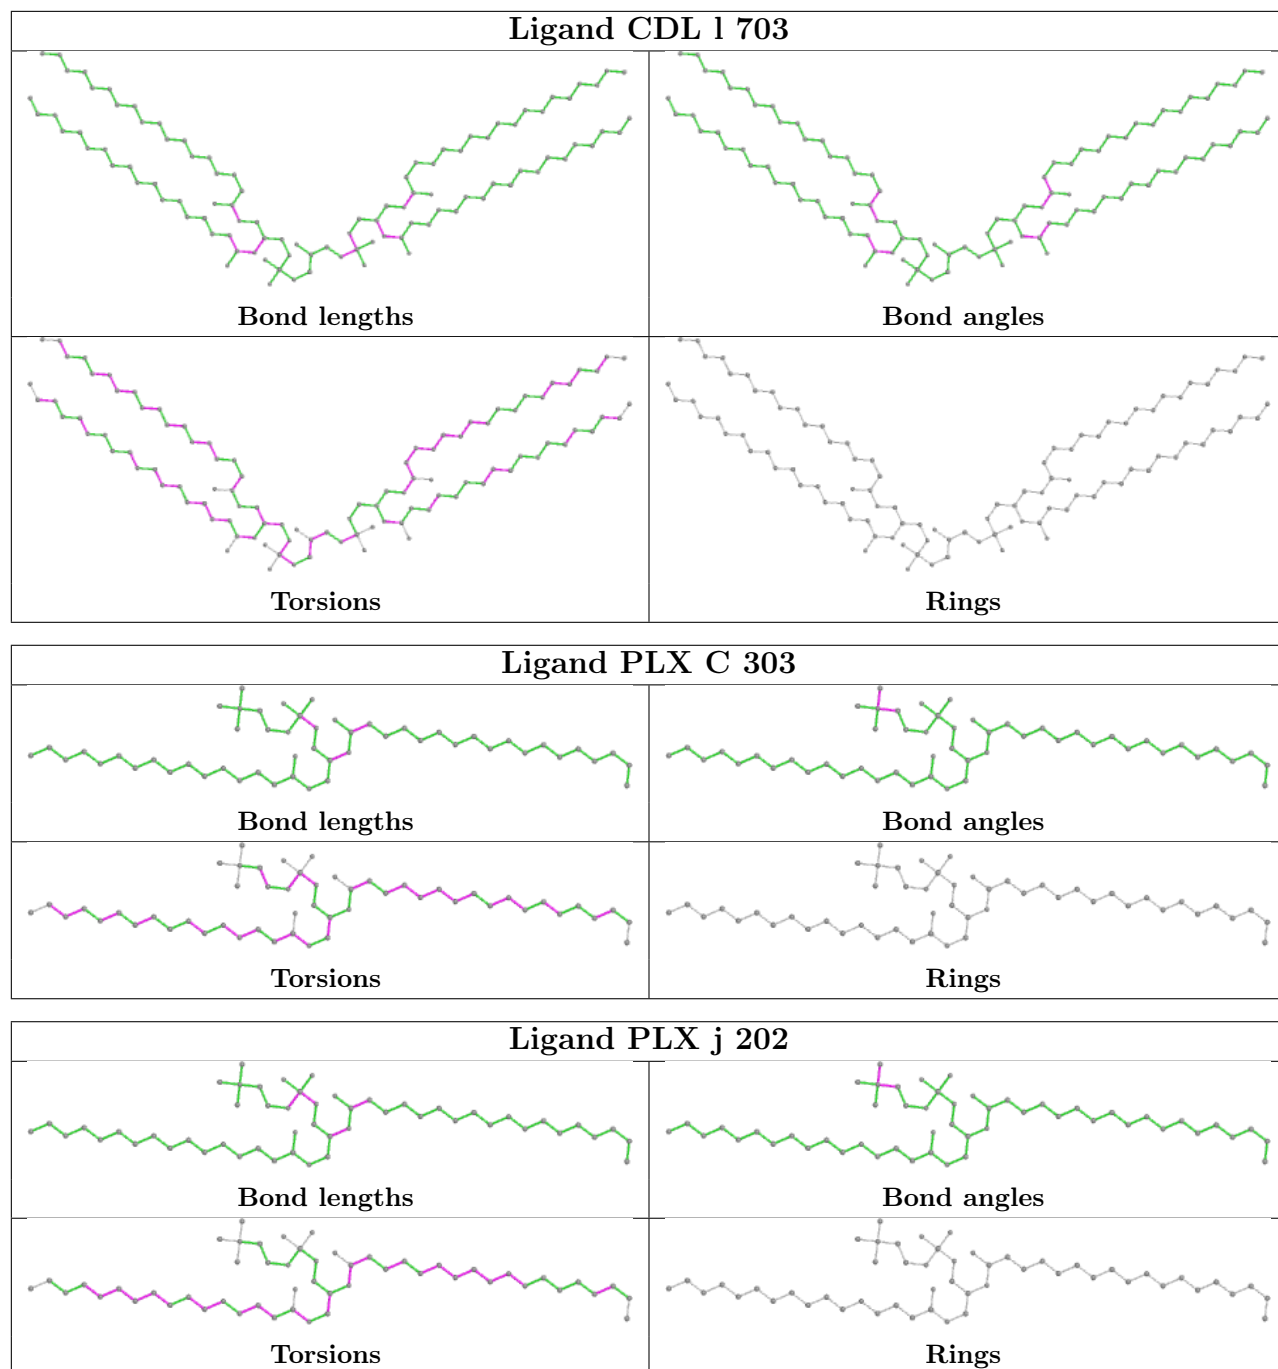 Ligand CDL l 703
Bond lengths
Bond angles
Torsions
Rings
Ligand PLX C 303
Bond lengths
Bond angles
Torsions
Rings
Ligand PLX j 202
Bond lengths
Bond angles
Torsions
Rings